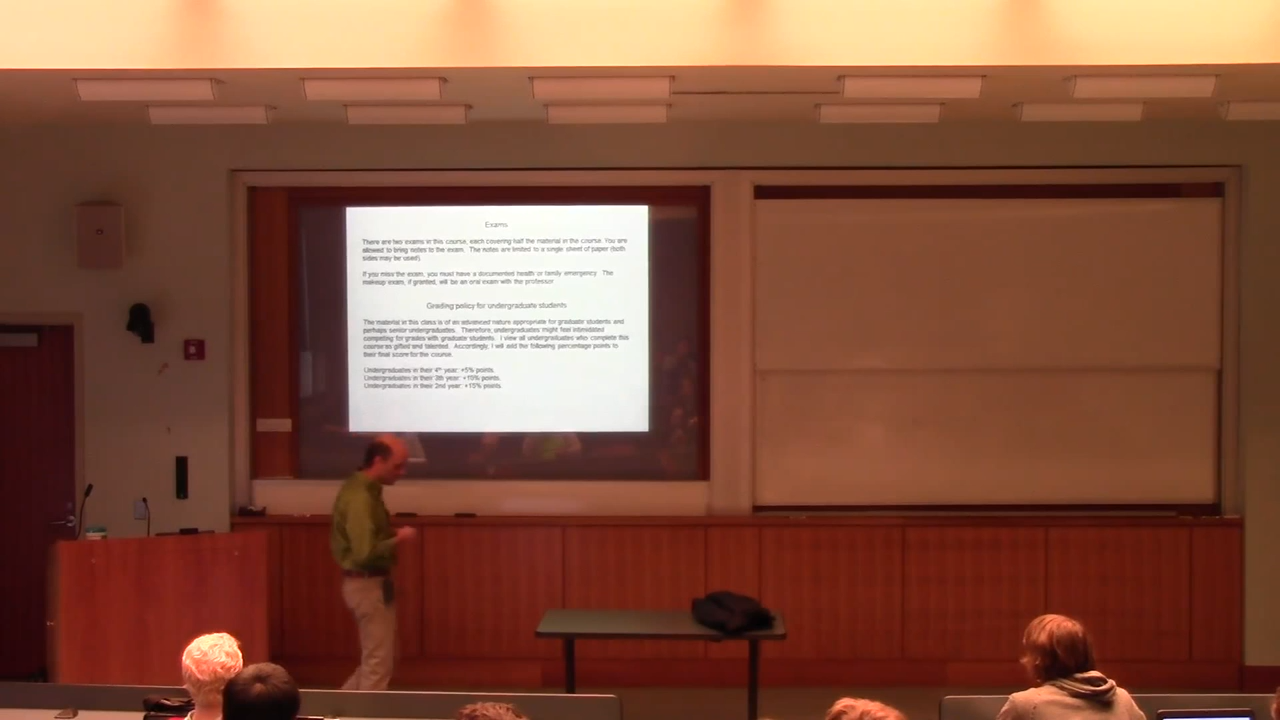 Exams
There are two exams in this course, each covering half the material in the course. You are
allowed to bring notes to the exam. The notes are limited to a single sheet of paper (both
sides may be used).
If you miss the exam, you must have a documented health or family emergency. The
makeup exam, if granted, will be an oral exam with the professor.
Grading policy for undergraduate students
The material in this class is of an advanced nature appropriate for graduate students and
perhaps senior undergraduates. Therefore, undergraduates might feel intimidated
competing for grades with graduate students. I view all undergraduates who complete this
course as gifted and talented. Accordingly, I will add the following percentage points to
their final score for the course.
Undergraduates in their 4th year: +5% points.
Undergraduates in their 3th year: +10% points.
Undergraduates in their 2nd year: +15% points.